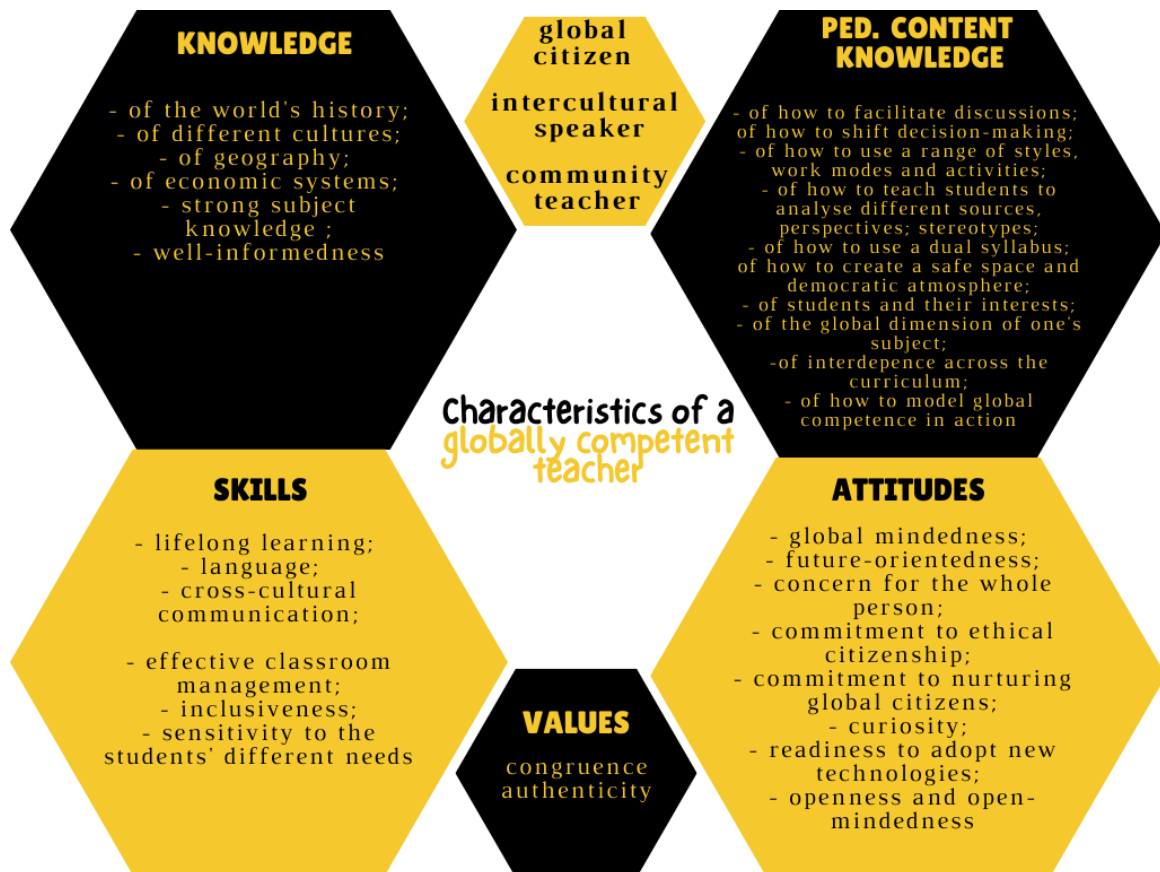 KNOWLEDGE
- of the world's history;
- of different cultures;
- of geography;
- of economic systems;
- strong subject
knowledge ;
- well-informedness
global
citizen
intercultural
speaker
community
teacher
PED. CONTENT
KNOWLEDGE
- of how to facilitate discussions;
of how to shift decision-making;
- of how to use a range of styles,
work modes and activities;
- of how to teach students to
analyse different sources,
perspectives; stereotypes;
- of how to use a dual syllabus;
of how to create a safe space and
democratic atmosphere;
- of students and their interests;
- of the global dimension of one's
subject;
-of interdepence across the
curriculum;
- of how to model global
competence in action
Characteristics of a
globally competent
teacher
SKILLS
- lifelong learning;
- language;
- cross-cultural
communication;
- effective classroom
management;
- inclusiveness;
- sensitivity to the
students' different needs
VALUES
congruence
authenticity
ATTITUDES
- global mindedness;
- future-orientedness;
- concern for the whole
person;
- commitment to ethical
citizenship;
- commitment to nurturing
global citizens;
- curiosity;
- readiness to adopt new
technologies;
- openness and open-
mindedness